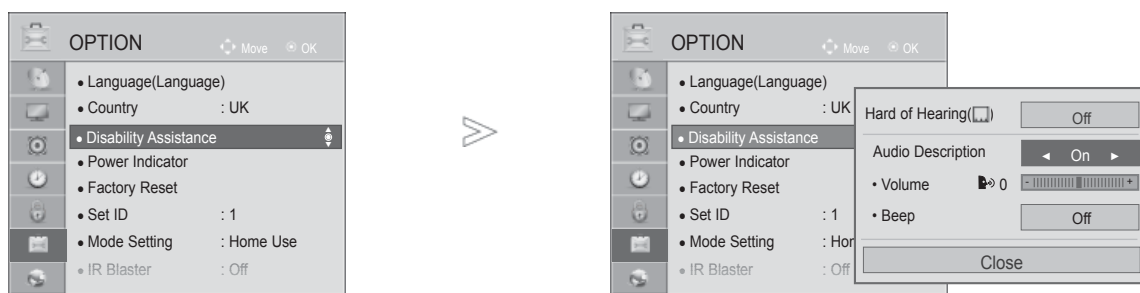 OPTION
Move OK
• Language(Language)
• Country : UK
• Disability Assistance
• Power Indicator
• Factory Reset
• Set ID : 1
• Mode Setting : Home Use
• IR Blaster : Off
OPTION
Move OK
• Language(Language)
• Country : UK
• Disability Assistance
• Power Indicator
• Factory Reset
• Set ID : 1
• Mode Setting : Hor
• IR Blaster : Off
Hard of Hearing( ) Off
Audio Description ◄ On ►
• Volume 0 - +
• Beep Off
Close